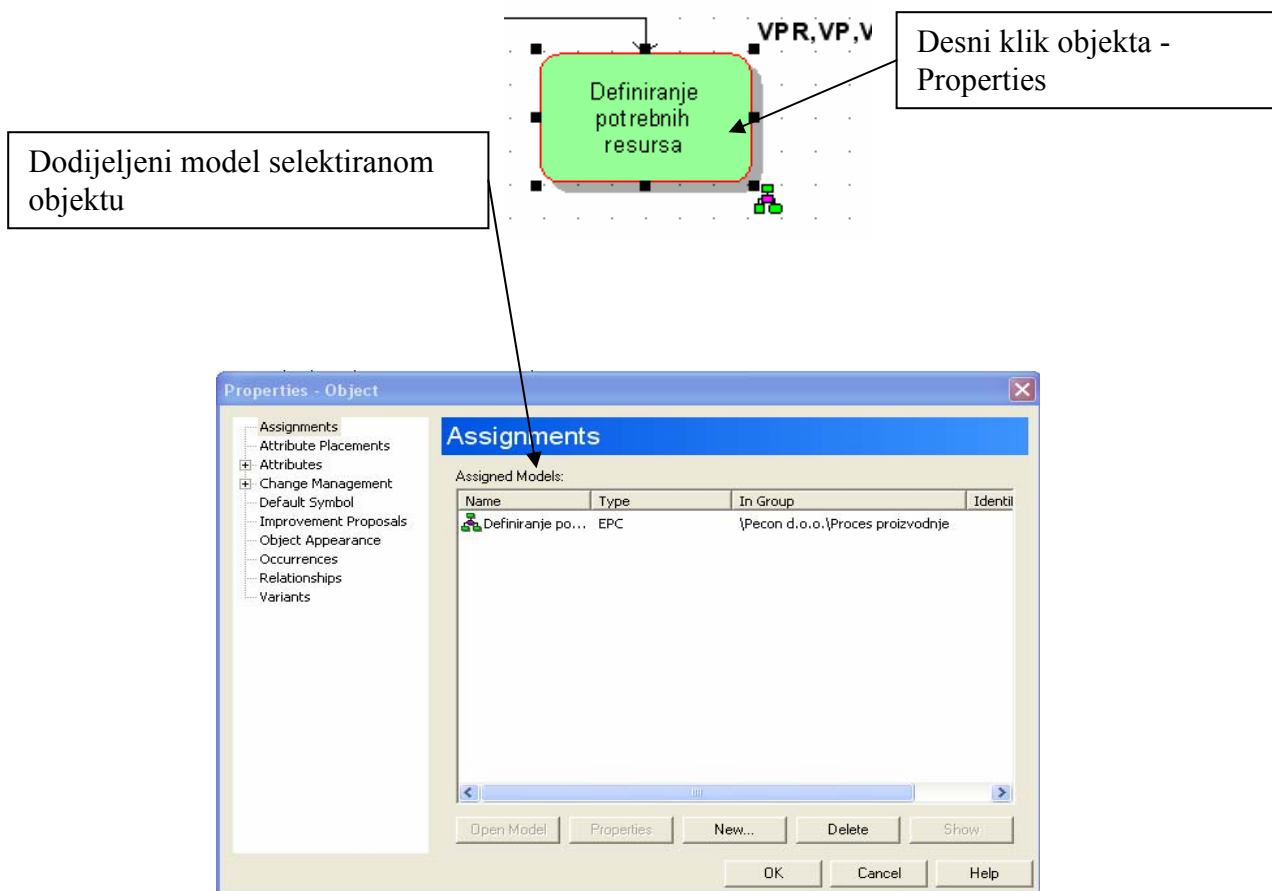 VPR,VP,V
Desni klik objekta -
Properties
Definiranje
potrebnih
resursa
Dodijeljeni model selektiranom
objektu
Properties - Object
Assignments
Attribute Placements
Attributes
Change Management
Default Symbol
Improvement Proposals
Object Appearance
Occurrences
Relationships
Variants
Assignments
Assigned Models:
Name Type In Group Identif
Definiranje po... EPC \Pecon d.o.o.\Proces proizvodnje
Open Model Properties New... Delete Show
OK Cancel Help